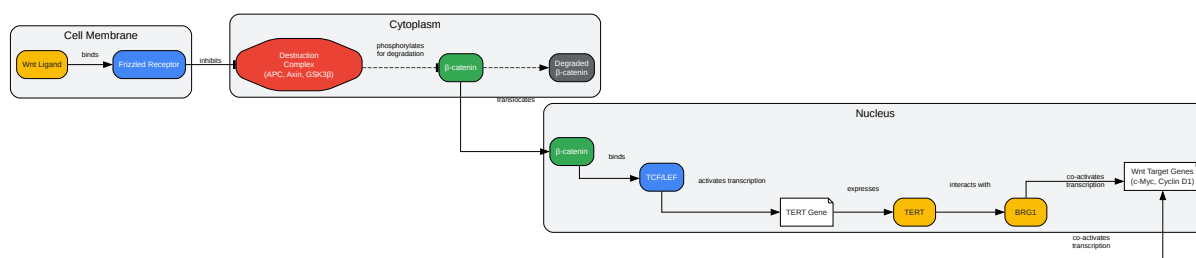 Cell Membrane
Wnt Ligand
binds
Frizzled Receptor
inhibits
Cytoplasm
Destruction
Complex
(APC, Axin, GSK3β)
phosphorylates
for degradation
β-catenin
Degraded
β-catenin
translocates
Nucleus
β-catenin
binds
TCF/LEF
activates transcription
TERT Gene
expresses
TERT
interacts with
BRG1
co-activates
transcription
Wnt Target Genes
(c-Myc, Cyclin D1)
co-activates
transcription